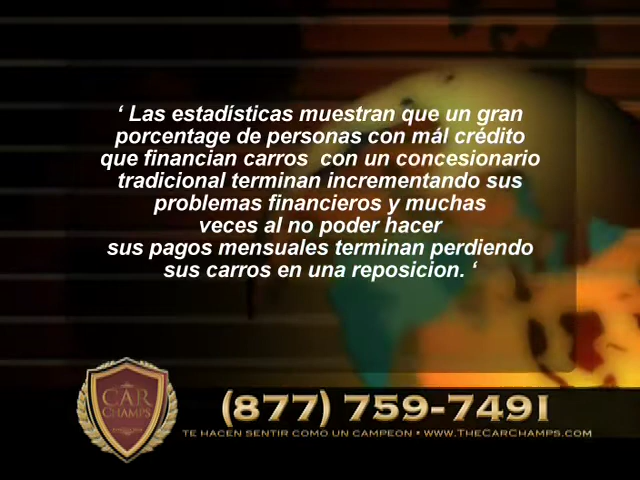 ‘ Las estadísticas muestran que un gran
porcentage de personas con mál crédito
que financian carros con un concesionario
tradicional terminan incrementando sus
problemas financieros y muchas
veces al no poder hacer
sus pagos mensuales terminan perdiendo
sus carros en una reposicion. ‘
CAR
CHAMPS
(877) 759-7491
TE HACEN SENTIR COMO UN CAMPEON • WWW.THECARCHAMPS.COM